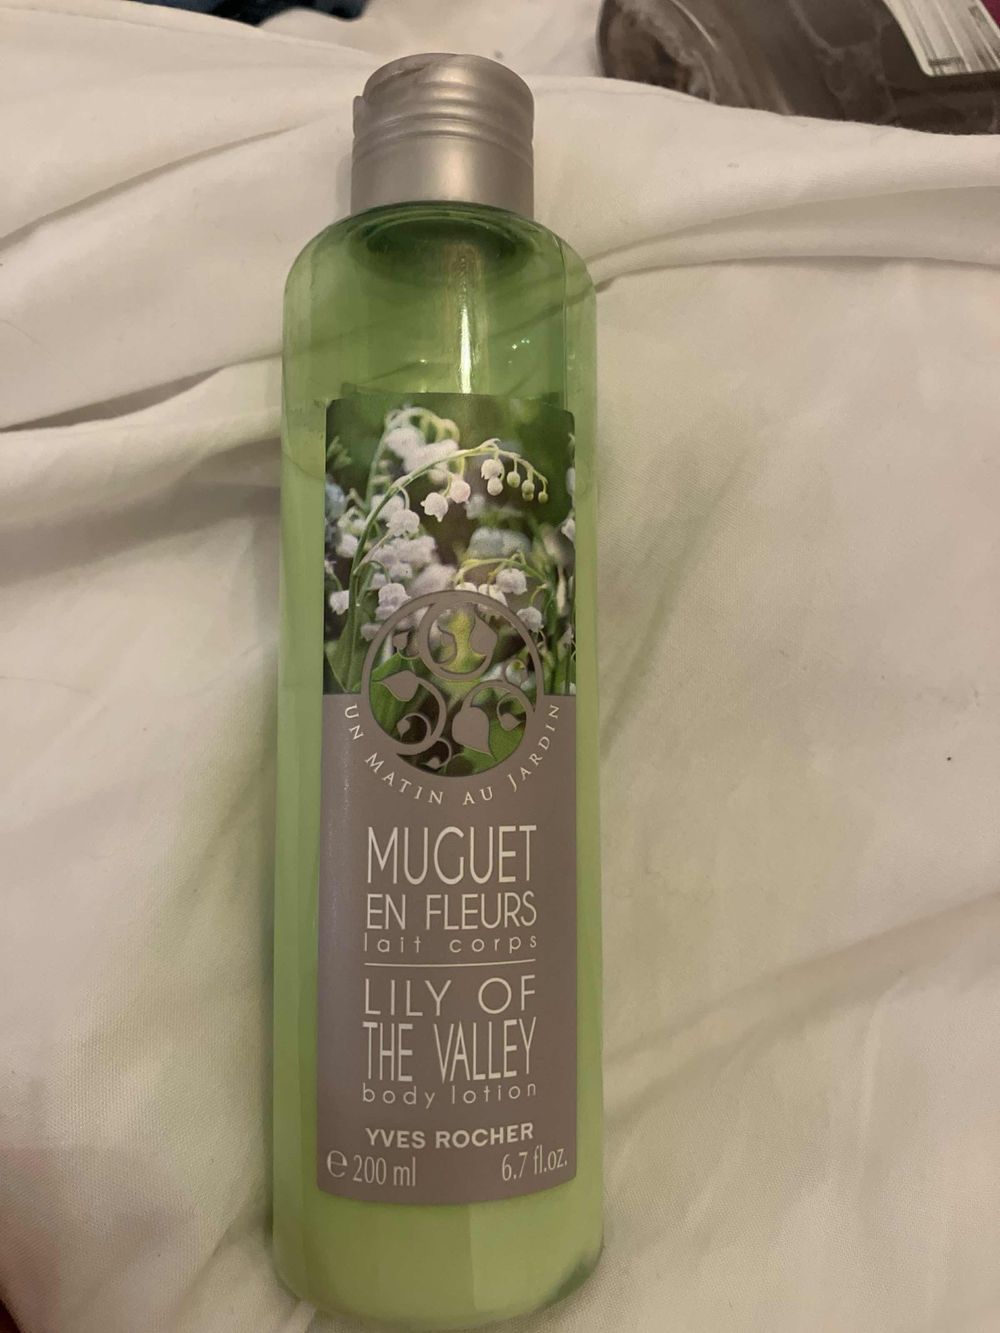 UN MATIN AU JARDIN
MUGUET
EN FLEURS
lait corps
LILY OF
THE VALLEY
body lotion
YVES ROCHER
℮ 200 ml 6.7 fl.oz.